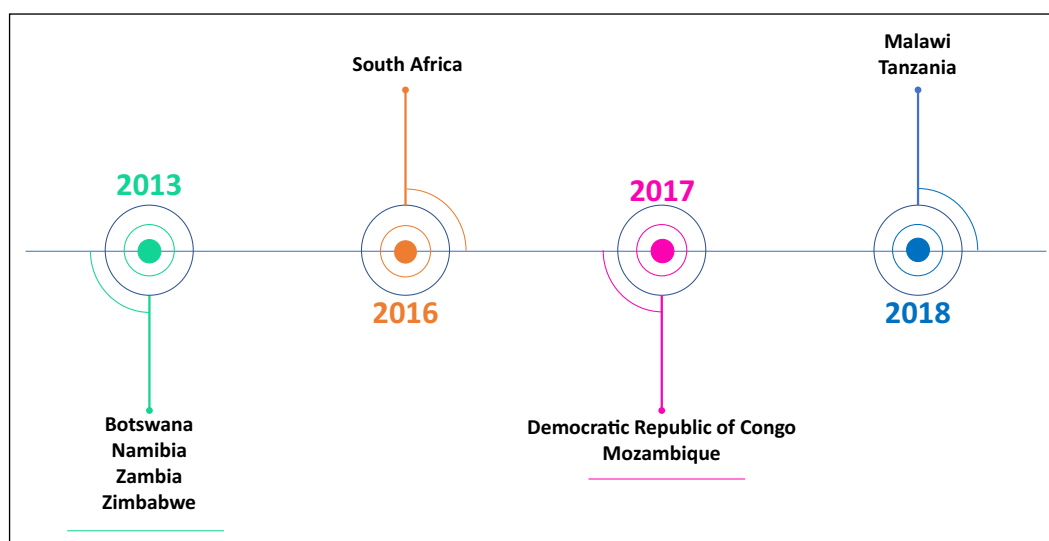 2013
Botswana
Namibia
Zambia
Zimbabwe
South Africa
2016
2017
Democratic Republic of Congo
Mozambique
Malawi
Tanzania
2018